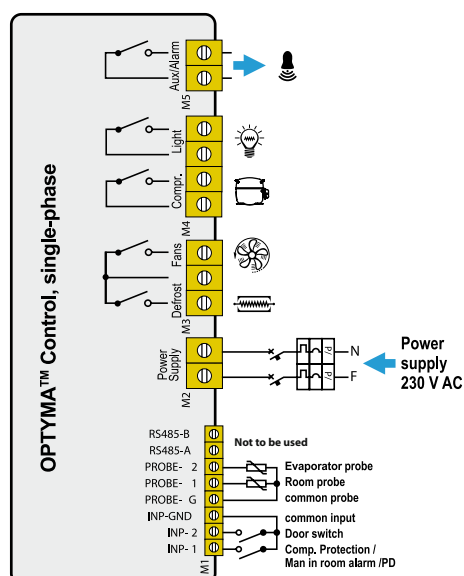 OPTYMA™ Control, single-phase
Aux/Alarm
M5
Light
Compr.
M4
Fans
Defrost
M3
Power
Supply
M2
N
F
P/
P/
Power
supply
230 V AC
RS485-B
RS485-A
Not to be used
PROBE- 2
Evaporator probe
PROBE- 1
Room probe
PROBE- G
common probe
INP-GND
common input
INP- 2
Door switch
INP- 1
Comp. Protection /
Man in room alarm /PD
M1